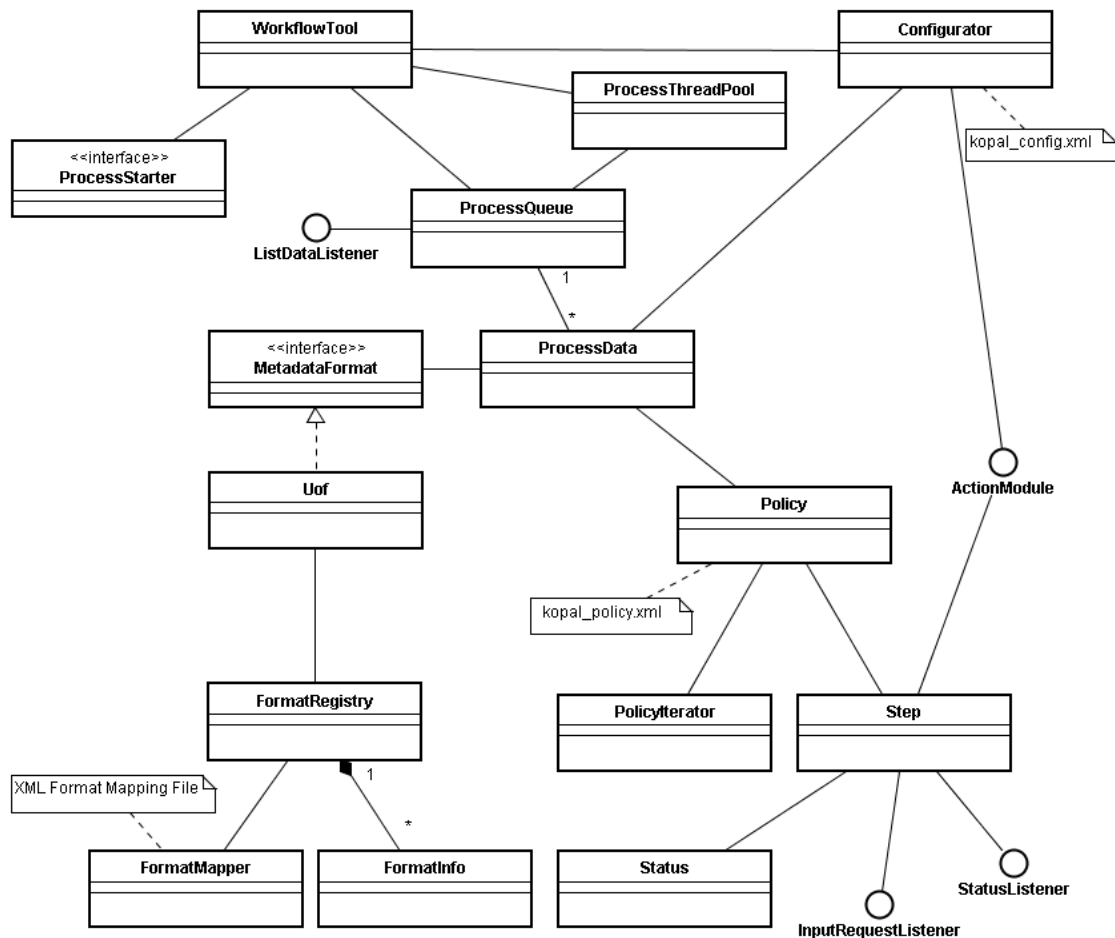 WorkflowTool
Configurator
ProcessThreadPool
kopal_config.xml
<<interface>>
ProcessStarter
ProcessQueue
ListDataListener
1
*
<<interface>>
MetadataFormat
ProcessData
ActionModule
Uof
Policy
kopal_policy.xml
FormatRegistry
PolicyIterator
Step
1
XML Format Mapping File
*
FormatMapper
FormatInfo
Status
StatusListener
InputRequestListener